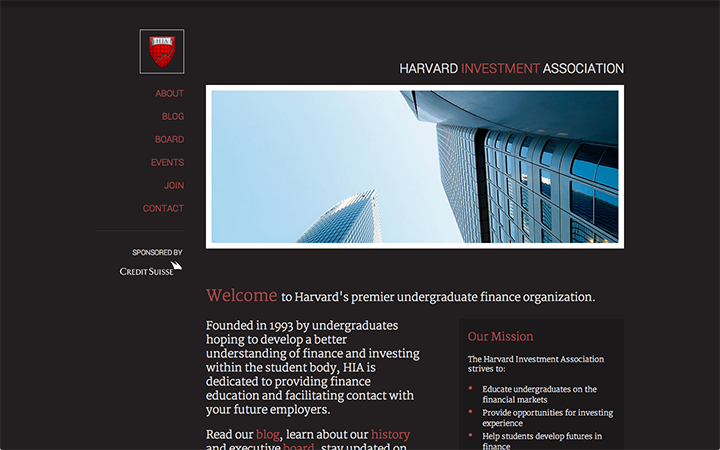 HIA
HARVARD INVESTMENT ASSOCIATION
ABOUT
BLOG
BOARD
EVENTS
JOIN
CONTACT
SPONSORED BY
CREDIT SUISSE
Welcome to Harvard's premier undergraduate finance organization.
Founded in 1993 by undergraduates
hoping to develop a better
understanding of finance and investing
within the student body, HIA is
dedicated to providing finance
education and facilitating contact with
your future employers.
Read our blog, learn about our history
and executive board, stay updated on
Our Mission
The Harvard Investment Association
strives to:
Educate undergraduates on the
financial markets
Provide opportunities for investing
experience
Help students develop futures in
finance